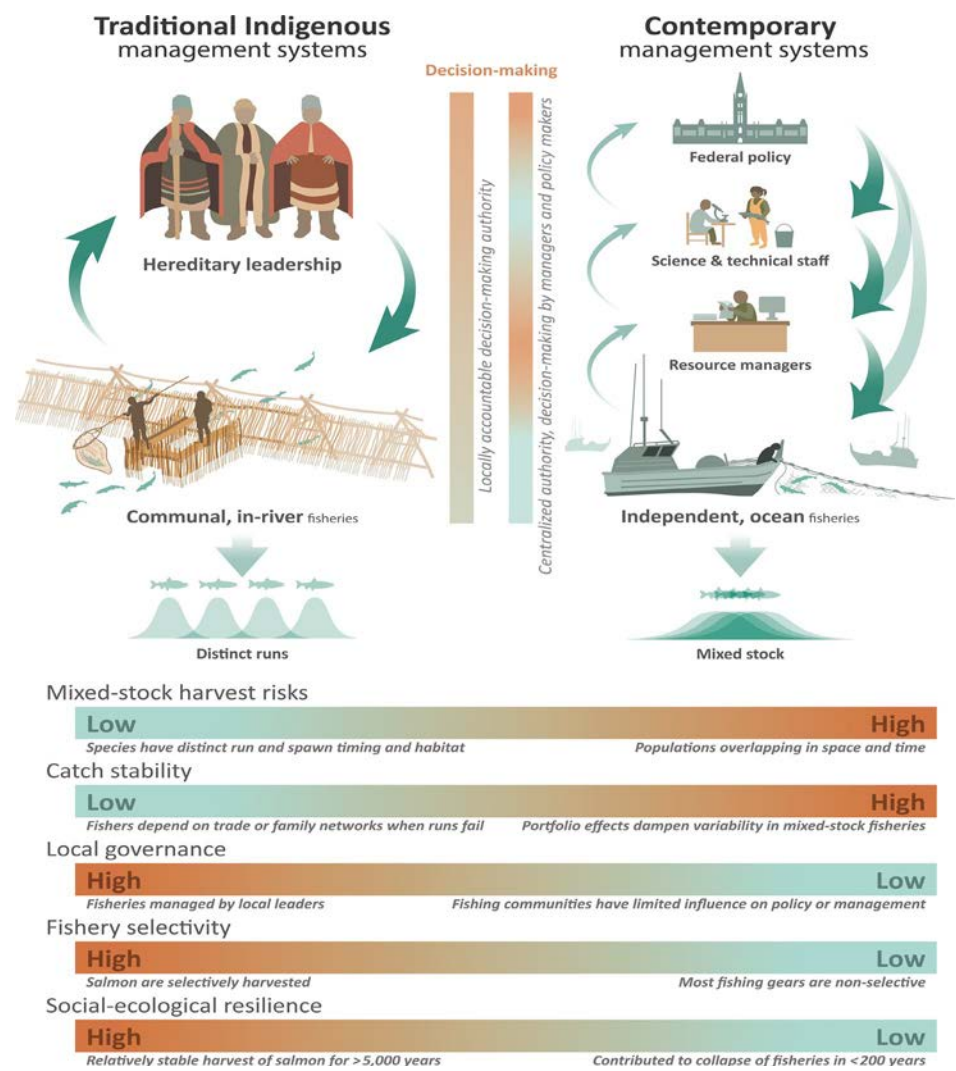 Traditional Indigenous
management systems
Contemporary
management systems
Decision-making
Locally accountable decision-making authority
Centralized authority, decision-making by managers and policy makers
Hereditary leadership
Communal, in-river fisheries
Distinct runs
Federal policy
Science & technical staff
Resource managers
Independent, ocean fisheries
Mixed stock
Mixed-stock harvest risks
Low High
Species have distinct run and spawn timing and habitat Populations overlapping in space and time
Catch stability
Low High
Fishers depend on trade or family networks when runs fail Portfolio effects dampen variability in mixed-stock fisheries
Local governance
High Low
Fisheries managed by local leaders Fishing communities have limited influence on policy or management
Fishery selectivity
High Low
Salmon are selectively harvested Most fishing gears are non-selective
Social-ecological resilience
High Low
Relatively stable harvest of salmon for >5,000 years Contributed to collapse of fisheries in <200 years